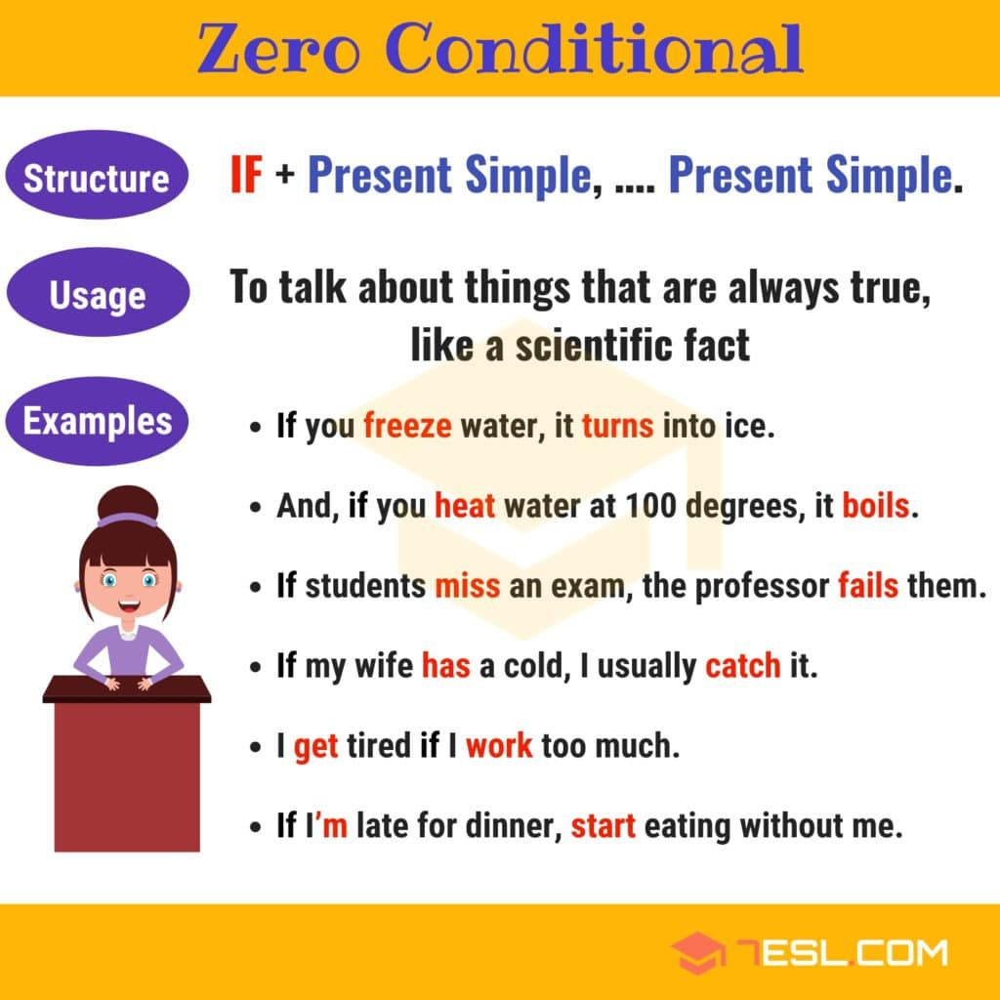 Zero Conditional
Structure
IF + Present Simple, .... Present Simple.
Usage
To talk about things that are always true,
like a scientific fact
Examples
• If you freeze water, it turns into ice.
• And, if you heat water at 100 degrees, it boils.
• If students miss an exam, the professor fails them.
• If my wife has a cold, I usually catch it.
• I get tired if I work too much.
• If I’m late for dinner, start eating without me.
7ESL.COM